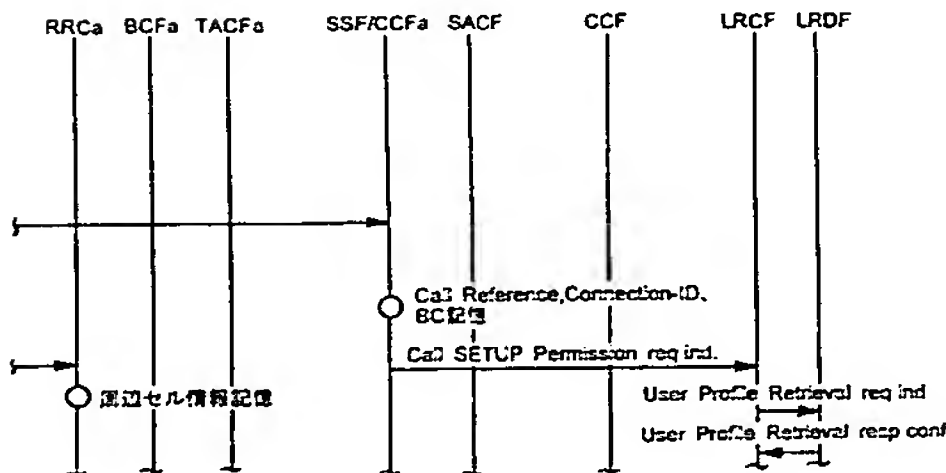 RRCa BCFa TACFa SSF/CCFa SACF CCF LRCF LRDF
Call Reference,Connection-ID、
BC記憶
Call SETUP Permission req ind.
周辺セル情報記憶
User Profile Retrieval req ind
User Profile Retrieval resp conf